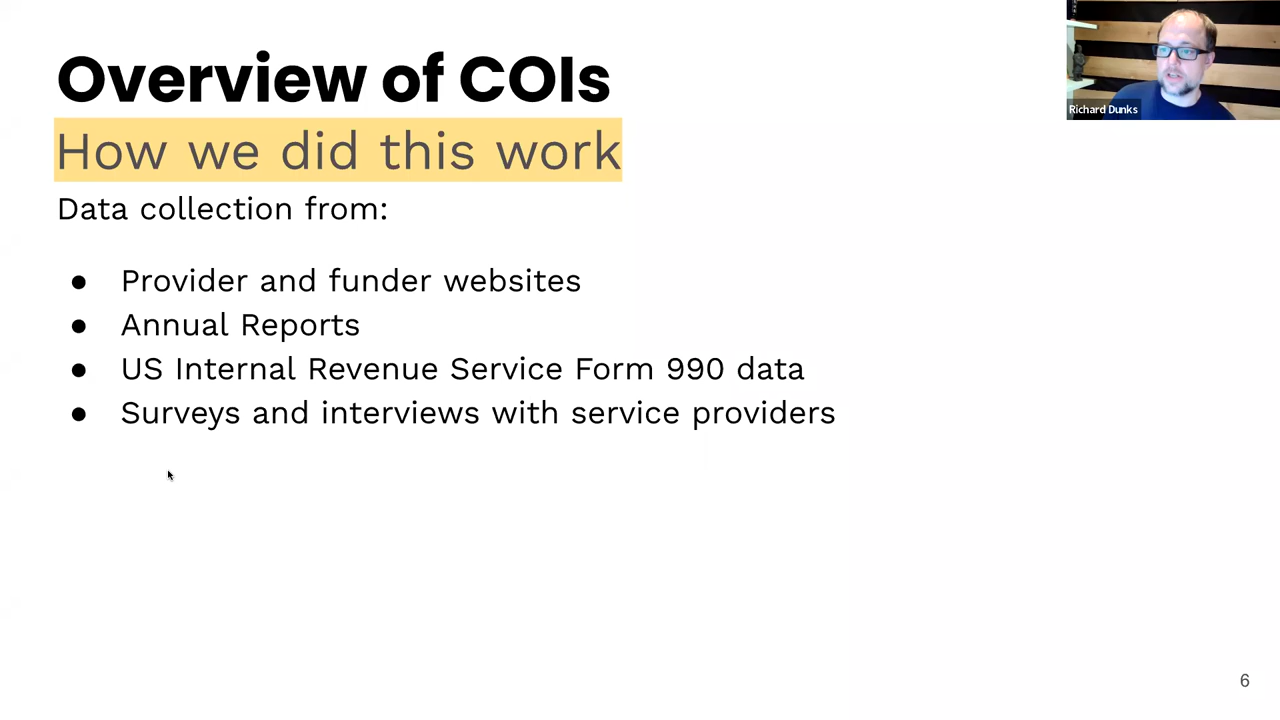 Overview of COIs
How we did this work
Data collection from:
● Provider and funder websites
● Annual Reports
● US Internal Revenue Service Form 990 data
● Surveys and interviews with service providers
Richard Dunks
6